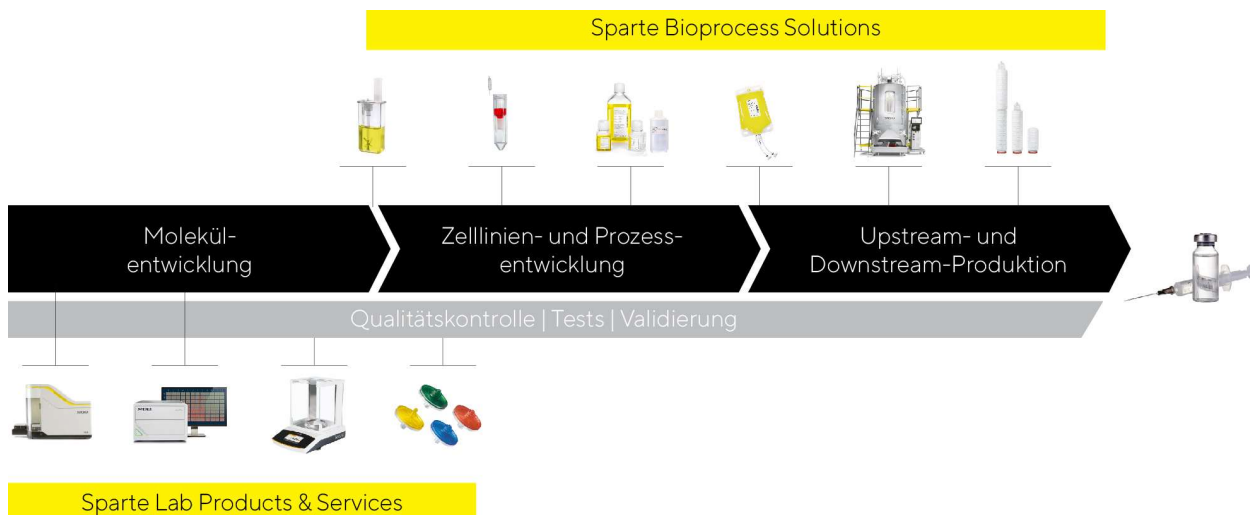 Sparte Bioprocess Solutions
Molekül-
entwicklung
Zelllinien- und Prozess-
entwicklung
Upstream- und
Downstream-Produktion
Qualitätskontrolle | Tests | Validierung
Sparte Lab Products & Services